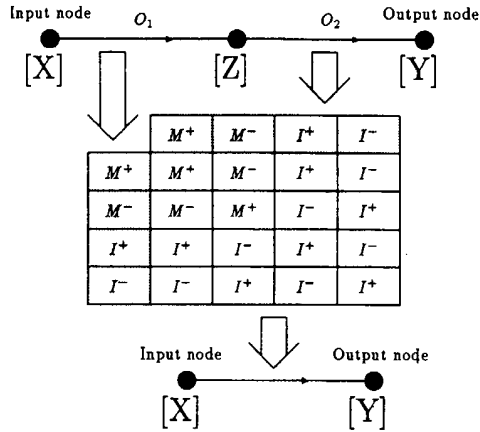 Input node O₁ O₂ Output node
[X] [Z] [Y]
M⁺ M⁻ I⁺ I⁻
M⁺ M⁺ M⁻ I⁺ I⁻
M⁻ M⁻ M⁺ I⁻ I⁺
I⁺ I⁺ I⁻ I⁺ I⁻
I⁻ I⁻ I⁺ I⁻ I⁺
Input node Output node
[X] [Y]